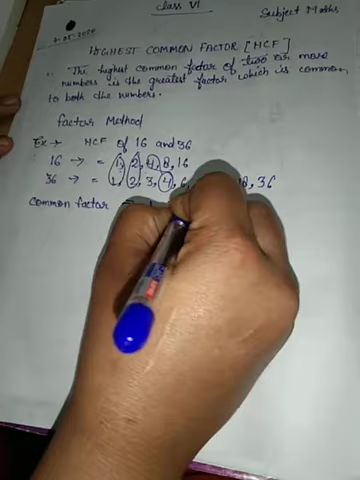 Class VI
Subject Maths
HIGHEST COMMON FACTOR [HCF]
The highest common factor of two or more
numbers is the greatest factor which is common
to both the numbers.
factor Method
Ex → HCF of 16 and 36
16 → = 1, 2, 4, 8, 16
36 → = 1, 2, 3, 4, 6, 8, 36
Common factor →